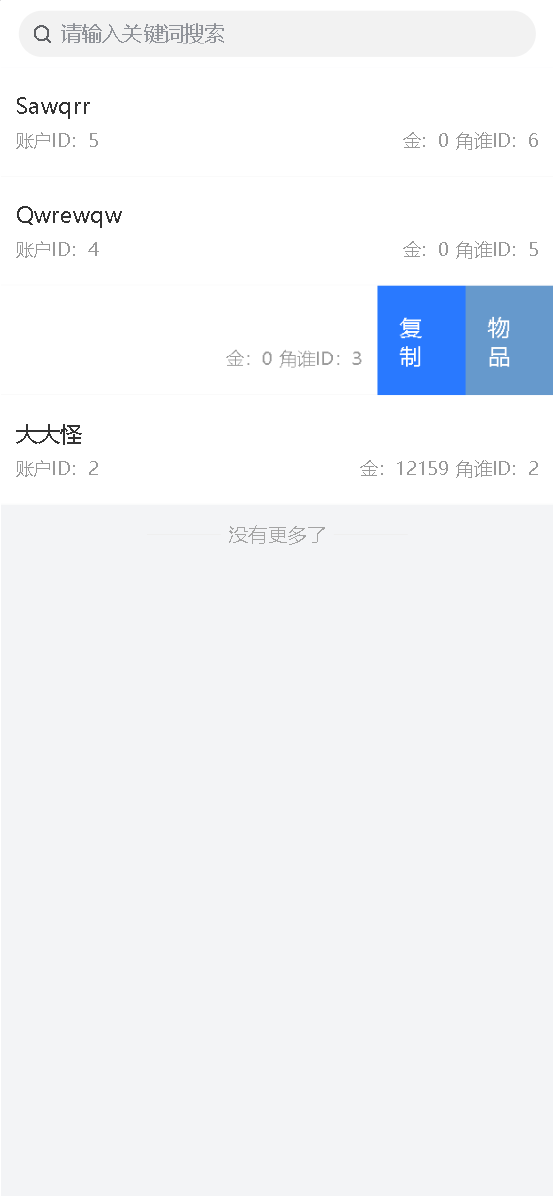 请输入关键词搜索
Sawqrr
账户ID：5 金：0 角谁ID：6
Qwrewqw
账户ID：4 金：0 角谁ID：5
金：0 角谁ID：3 复制 物品
大大怪
账户ID：2 金：12159 角谁ID：2
没有更多了